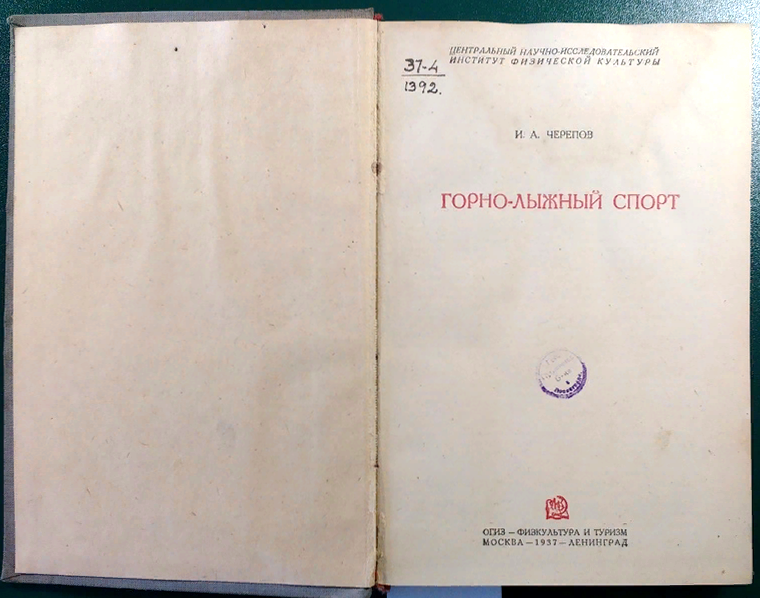 ЦЕНТРАЛЬНЫЙ НАУЧНО-ИССЛЕДОВАТЕЛЬСКИЙ
ИНСТИТУТ ФИЗИЧЕСКОЙ КУЛЬТУРЫ
37-4
1392.
И. А. ЧЕРЕПОВ
ГОРНО-ЛЫЖНЫЙ СПОРТ
ОГИЗ — ФИЗКУЛЬТУРА И ТУРИЗМ
МОСКВА — 1937 — ЛЕНИНГРАД